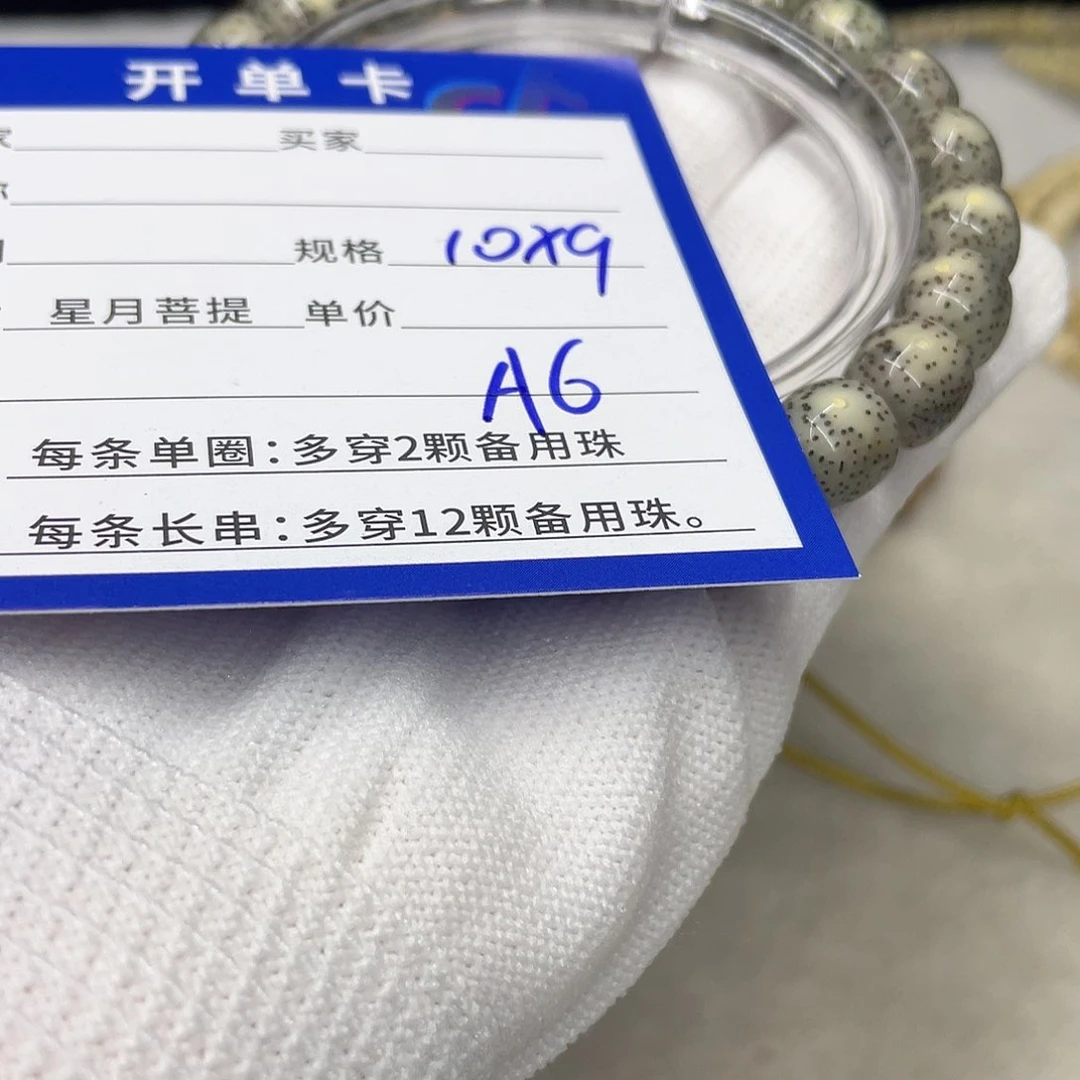 开单卡
家 买家
规格 10X9
星月菩提 单价
A6
每条单圈：多穿2颗备用珠
每条长串：多穿12颗备用珠。